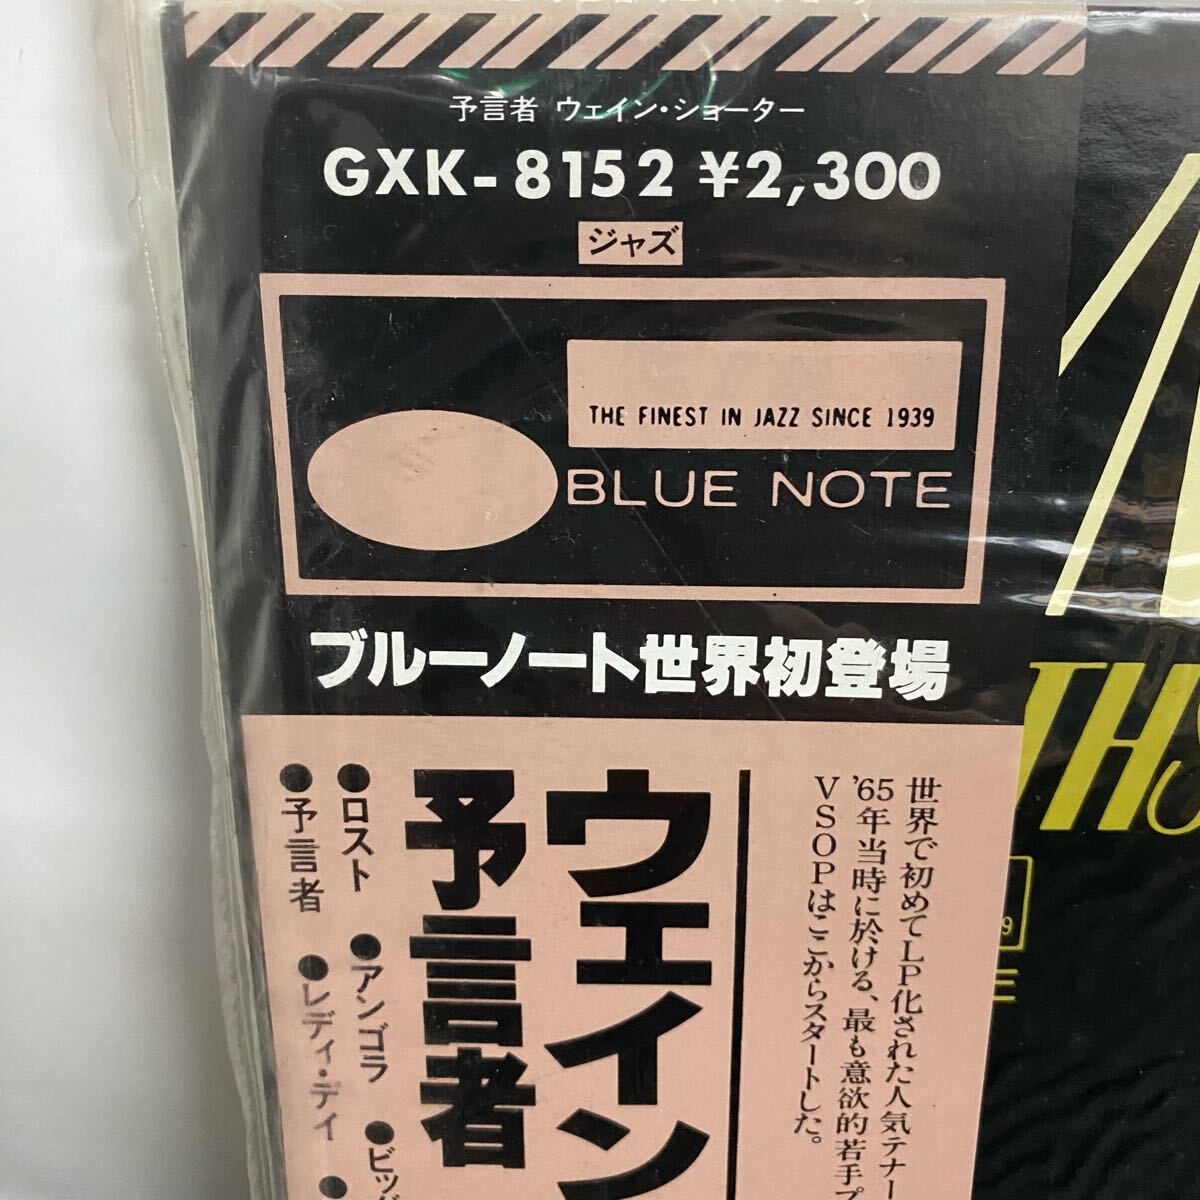 予言者 ウェイン・ショーター
GXK-8152 ¥2,300
ジャズ
THE FINEST IN JAZZ SINCE 1939
BLUE NOTE
ブルーノート世界初登場
世界で初めてLP化された人気テナー
'65年当時に於ける、最も意欲的若手プ
VSOPはここからスタートした。
ウェイン
予言者
●ロスト ●アンゴラ ●ビッグ
●予言者 ●レディ・デイ ●
THS
9
E